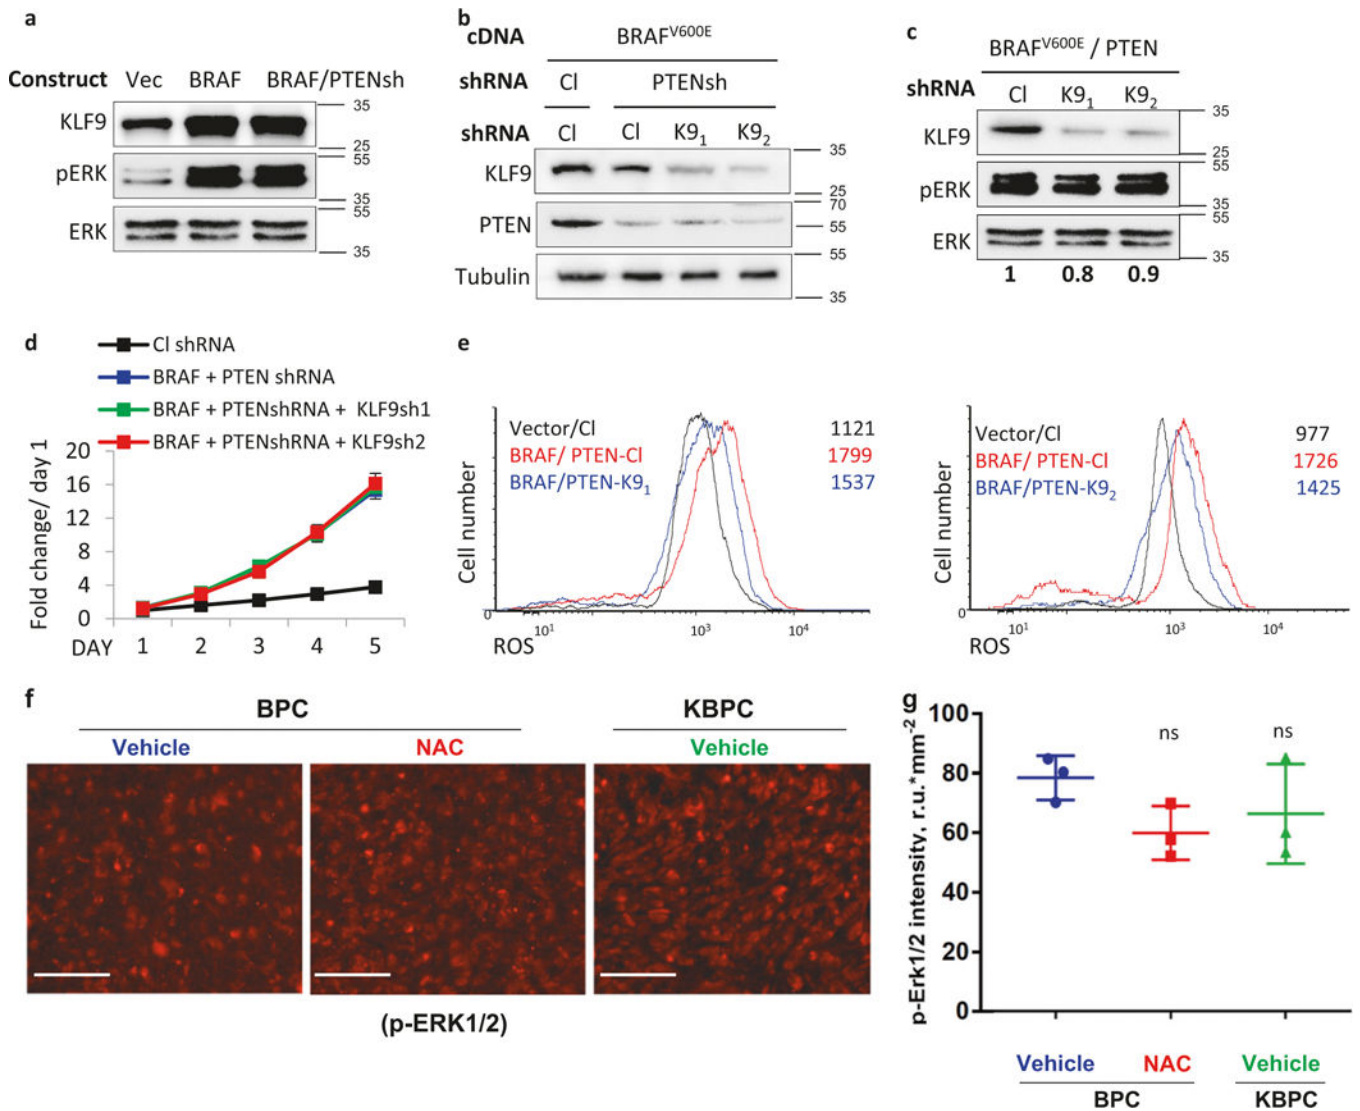 a
Construct Vec BRAF BRAF/PTENsh
KLF9
35
25
pERK
55
35
ERK
55
35
b
cDNA BRAFV600E
shRNA Cl PTENsh
shRNA Cl Cl K91 K92
KLF9
35
25
PTEN
70
55
Tubulin
55
35
c
BRAFV600E / PTEN
shRNA Cl K91 K92
KLF9
35
25
pERK
55
35
ERK
55
35
1 0.8 0.9
d
Cl shRNA
BRAF + PTEN shRNA
BRAF + PTENshRNA + KLF9sh1
BRAF + PTENshRNA + KLF9sh2
Fold change/ day 1
20
16
12
8
4
0
DAY 1 2 3 4 5
e
Cell number
Vector/Cl 1121
BRAF/ PTEN-Cl 1799
BRAF/PTEN-K91 1537
0 10¹ 10³ 10⁴
ROS
Cell number
Vector/Cl 977
BRAF/ PTEN-Cl 1726
BRAF/PTEN-K92 1425
0 10¹ 10³ 10⁴
ROS
f
BPC KBPC
Vehicle NAC Vehicle
(p-ERK1/2)
g
p-Erk1/2 intensity, r.u.*mm-2
100
80
60
40
20
0
ns ns
Vehicle NAC Vehicle
BPC KBPC